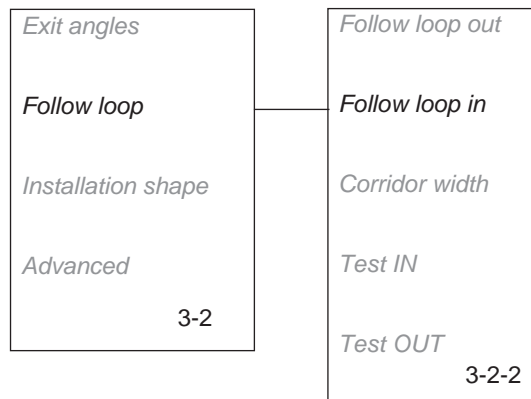 Exit angles
Follow loop
Installation shape
Advanced
3-2
Follow loop out
Follow loop in
Corridor width
Test IN
Test OUT
3-2-2